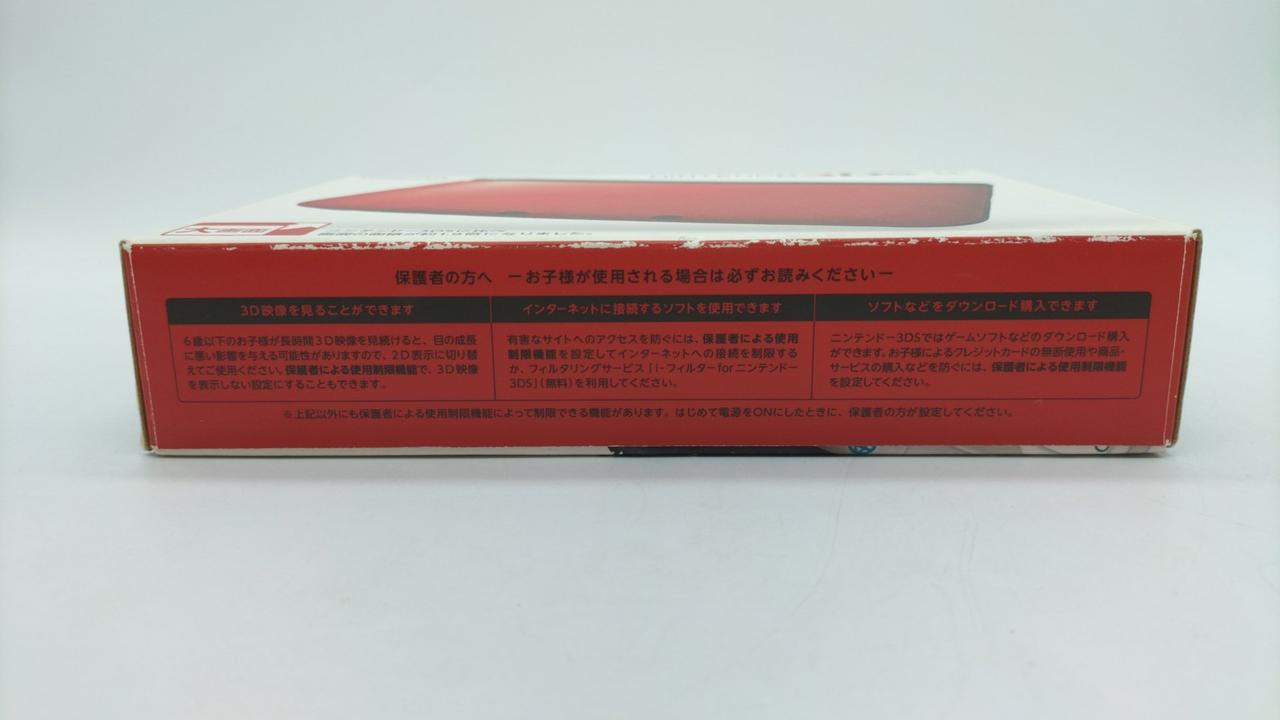 大画面
画面の面積が約1.9倍になりました。
保護者の方へ －お子様が使用される場合は必ずお読みください－
3D映像を見ることができます
6歳以下のお子様が長時間3D映像を見続けると、目の成長
に悪い影響を与える可能性がありますので、2D表示に切り替
えてご使用ください。保護者による使用制限機能で、3D映像
を表示しない設定にすることもできます。
インターネットに接続するソフトを使用できます
有害なサイトへのアクセスを防ぐには、保護者による使用
制限機能を設定してインターネットへの接続を制限する
か、フィルタリングサービス「i-フィルター for ニンテンドー
3DS」(無料)を利用してください。
ソフトなどをダウンロード購入できます
ニンテンドー3DSではゲームソフトなどのダウンロード購入
ができます。お子様によるクレジットカードの無断使用や商品・
サービスの購入などを防ぐには、保護者による使用制限機能
を設定してください。
※上記以外にも保護者による使用制限機能によって制限できる機能があります。はじめて電源をONにしたときに、保護者の方が設定してください。